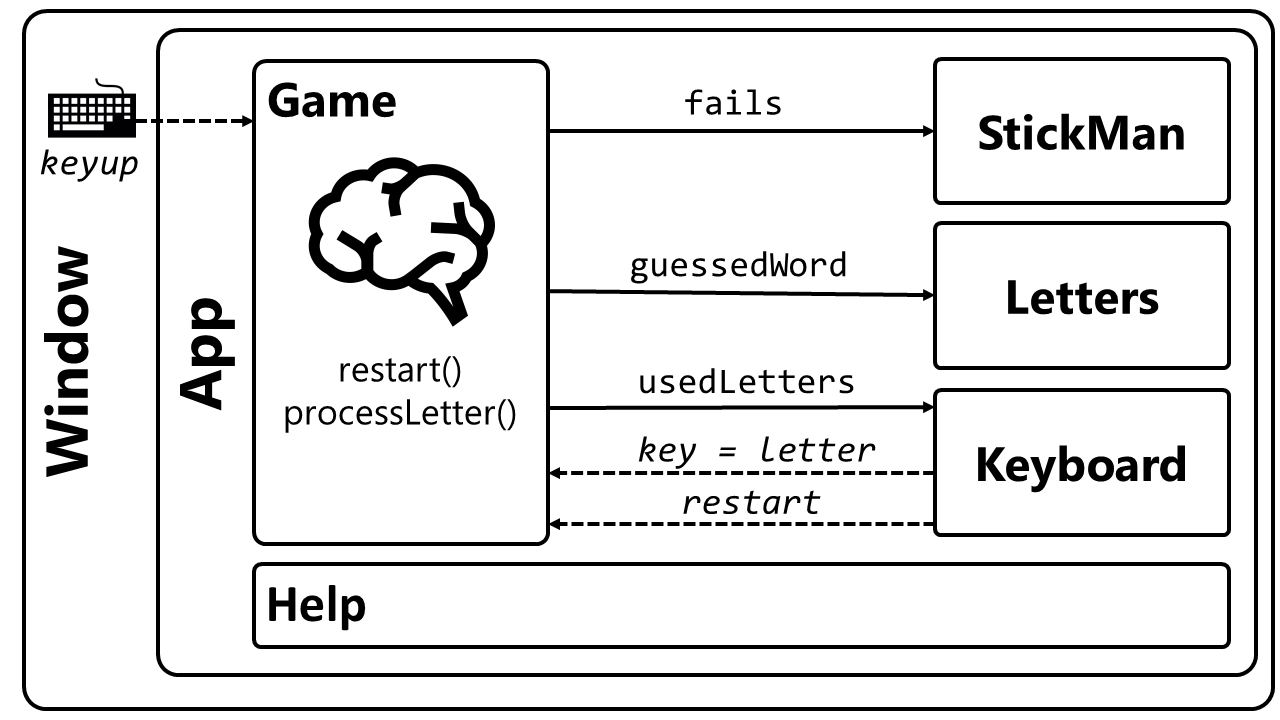 Window
keyup
App
Game
restart()
processLetter()
fails
guessedWord
usedLetters
key = letter
restart
StickMan
Letters
Keyboard
Help